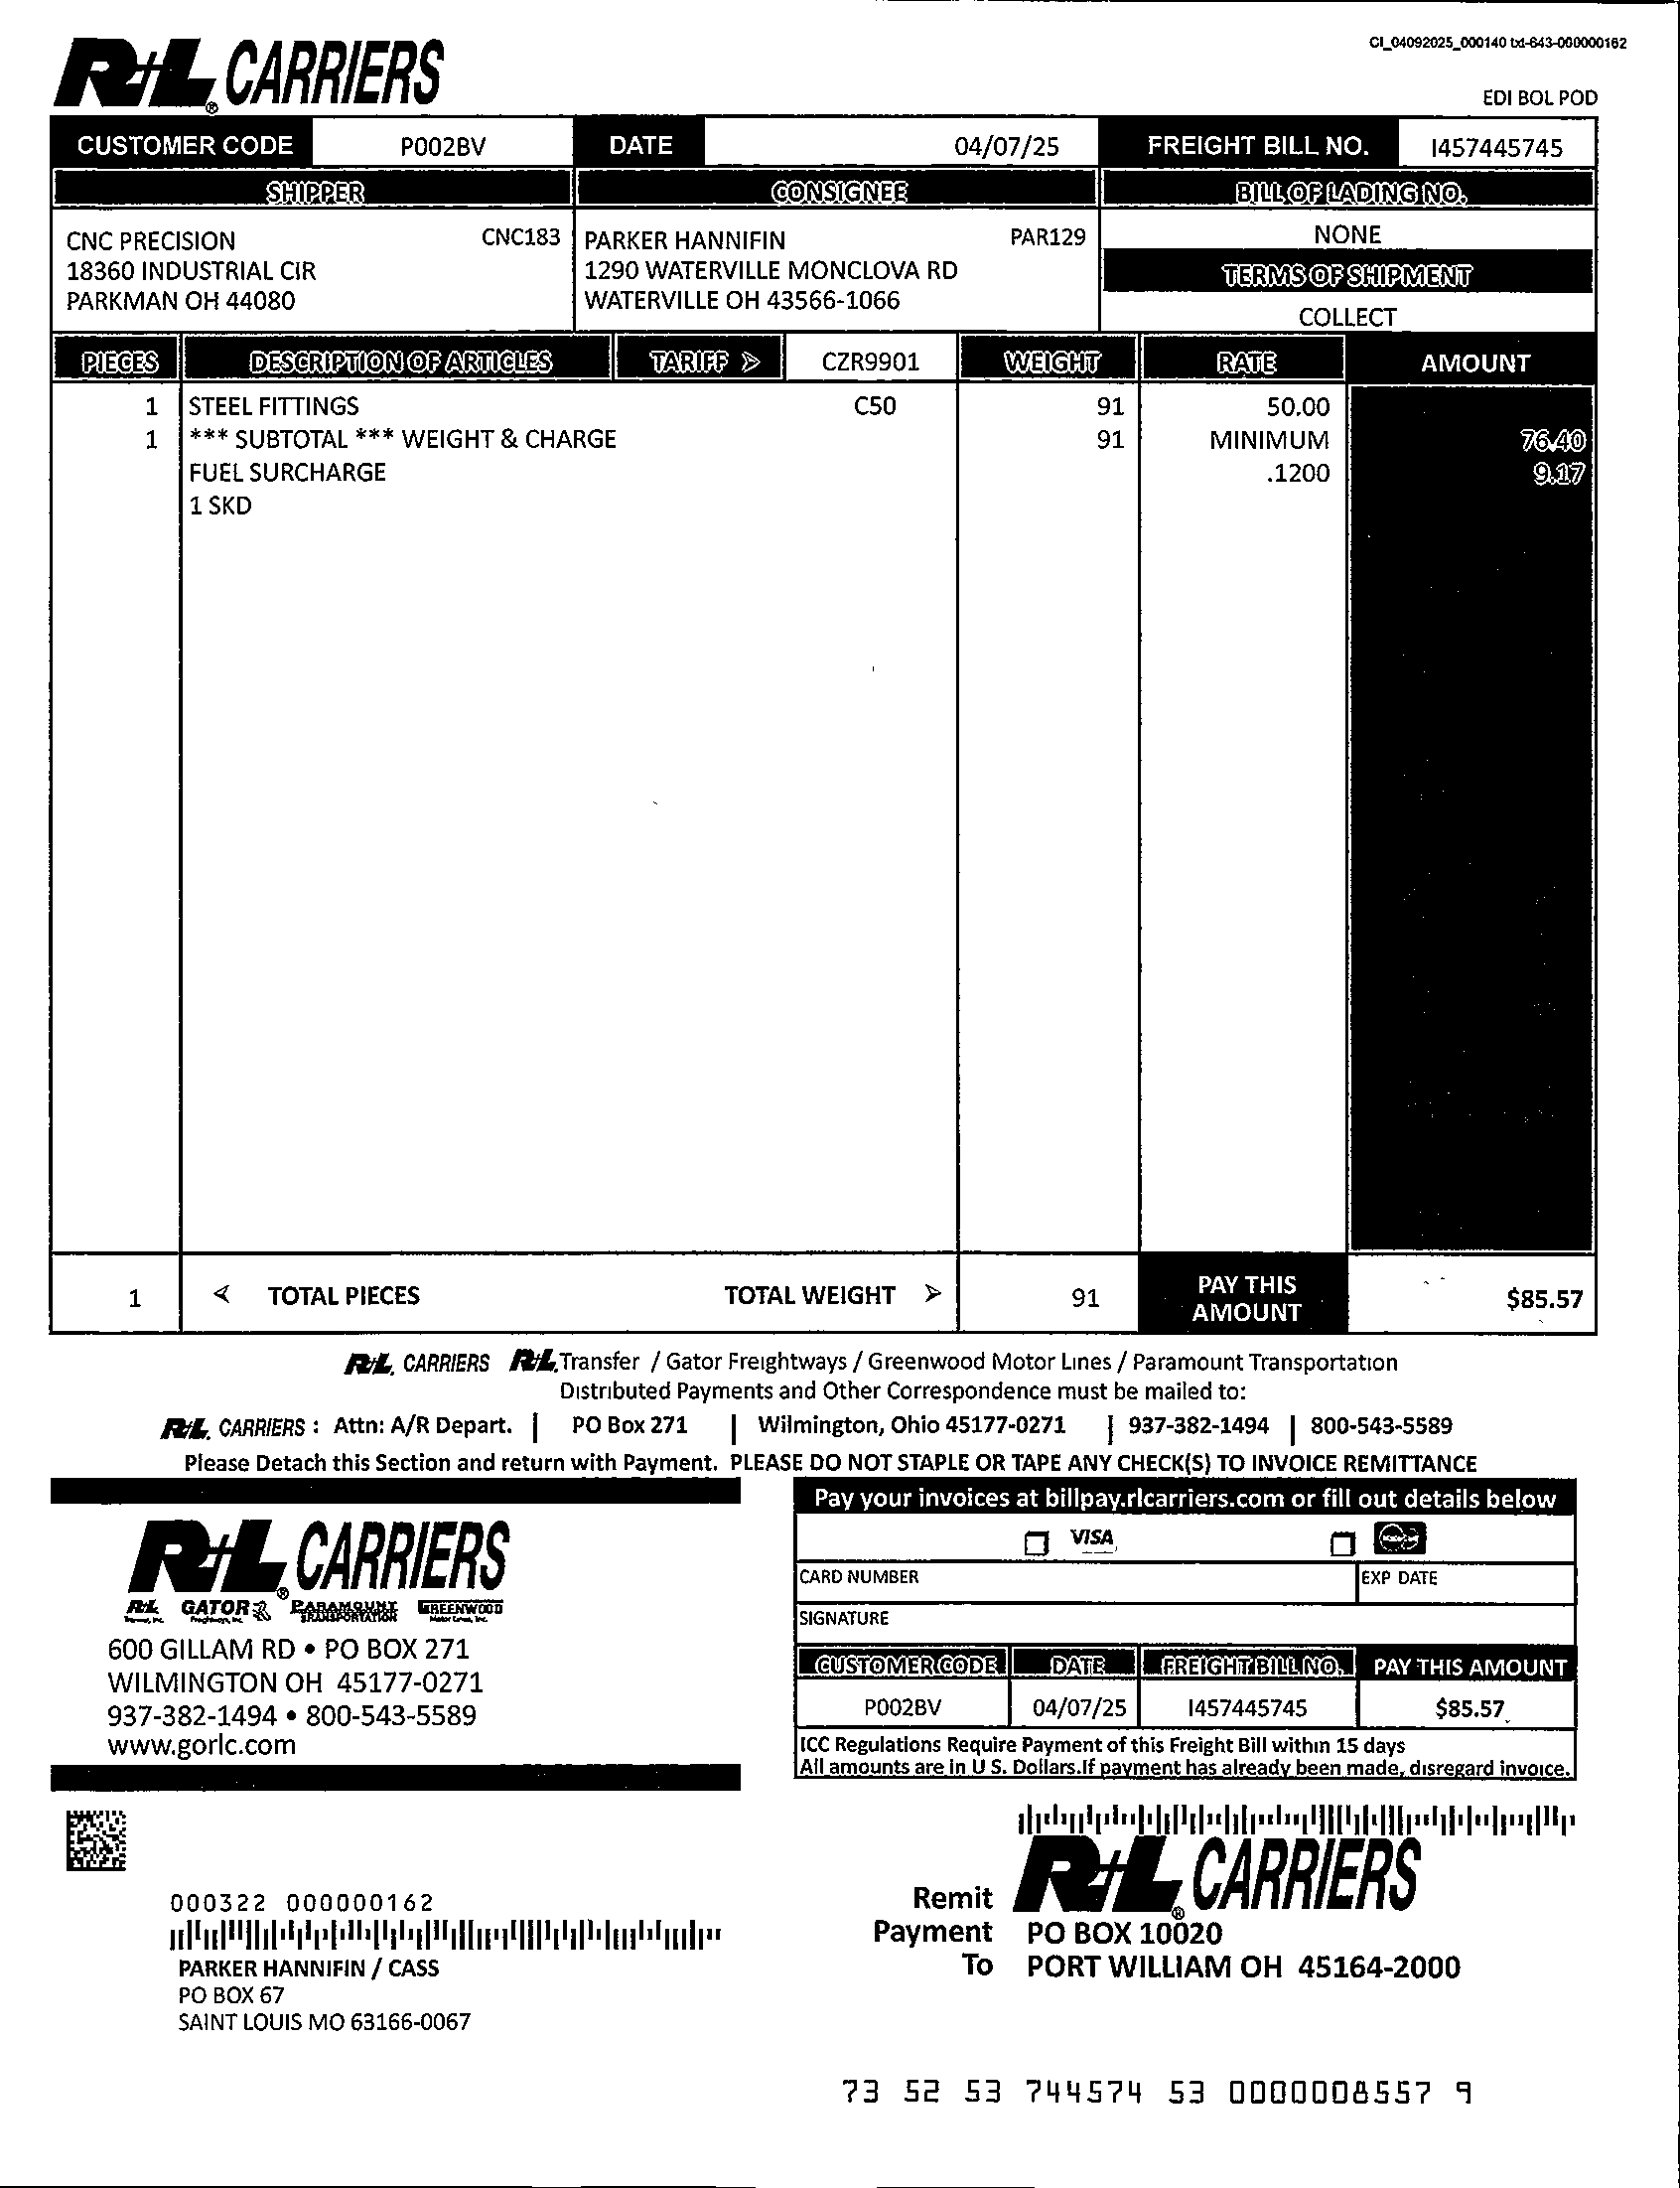 R+L CARRIERS
CI_04092025_000140 txt-643-000000162
EDI BOL POD
CUSTOMER CODE P002BV DATE 04/07/25 FREIGHT BILL NO. I457445745
SHIPPER CONSIGNEE BILL OF LADING NO.
CNC PRECISION CNC183 PARKER HANNIFIN PAR129 NONE
18360 INDUSTRIAL CIR 1290 WATERVILLE MONCLOVA RD TERMS OF SHIPMENT
PARKMAN OH 44080 WATERVILLE OH 43566-1066 COLLECT
PIECES DESCRIPTION OF ARTICLES TARIFF > CZR9901 WEIGHT RATE AMOUNT
1 STEEL FITTINGS C50 91 50.00
1 *** SUBTOTAL *** WEIGHT & CHARGE 91 MINIMUM 76.40
FUEL SURCHARGE .1200 9.17
1 SKD
1 < TOTAL PIECES TOTAL WEIGHT > 91 PAY THIS AMOUNT $85.57
R+L CARRIERS R+L Transfer / Gator Freightways / Greenwood Motor Lines / Paramount Transportation
Distributed Payments and Other Correspondence must be mailed to:
R+L CARRIERS : Attn: A/R Depart. | PO Box 271 | Wilmington, Ohio 45177-0271 | 937-382-1494 | 800-543-5589
Please Detach this Section and return with Payment. PLEASE DO NOT STAPLE OR TAPE ANY CHECK(S) TO INVOICE REMITTANCE
R+L CARRIERS
R+L GATOR PARAMOUNT TRANSPORTATION GREENWOOD
600 GILLAM RD • PO BOX 271
WILMINGTON OH 45177-0271
937-382-1494 • 800-543-5589
www.gorlc.com
Pay your invoices at billpay.rlcarriers.com or fill out details below
VISA
CARD NUMBER EXP DATE
SIGNATURE
CUSTOMER CODE DATE FREIGHT BILL NO. PAY THIS AMOUNT
P002BV 04/07/25 I457445745 $85.57
ICC Regulations Require Payment of this Freight Bill within 15 days
All amounts are in U S. Dollars.If payment has already been made, disregard invoice.
000322 000000162
PARKER HANNIFIN / CASS
PO BOX 67
SAINT LOUIS MO 63166-0067
R+L CARRIERS
Remit
Payment PO BOX 10020
To PORT WILLIAM OH 45164-2000
73 52 53 744574 53 0000008557 9